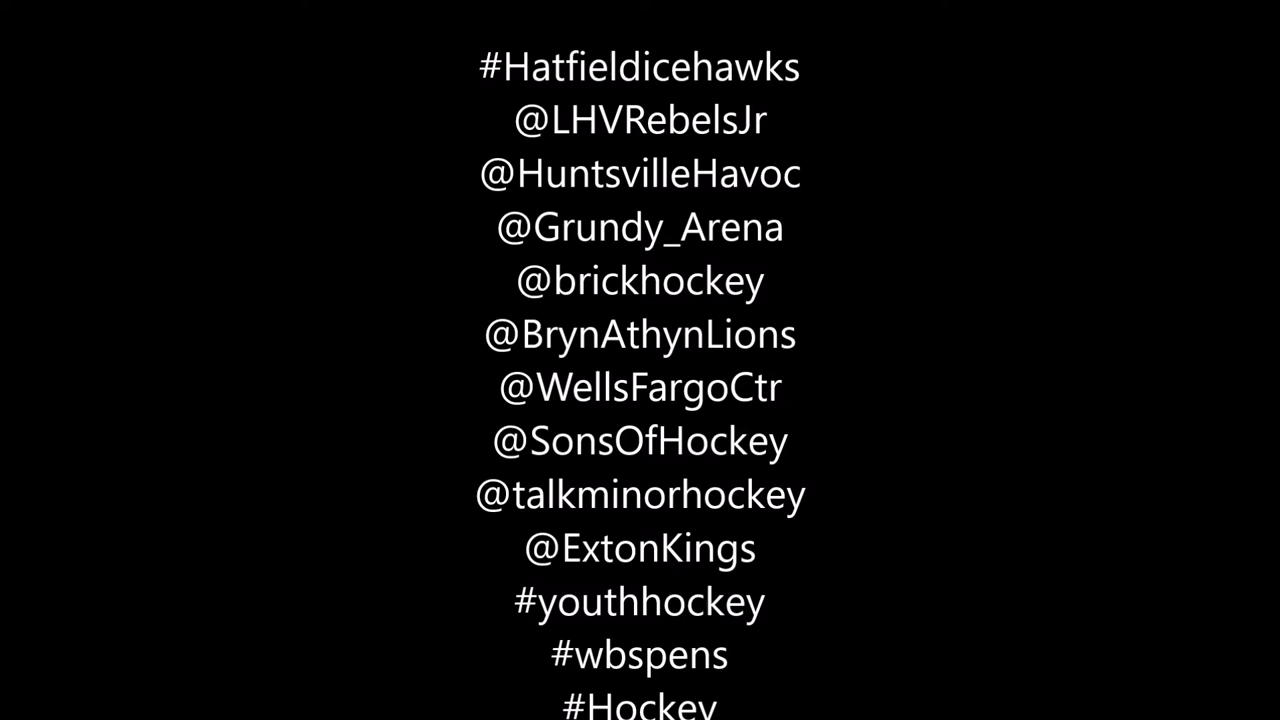 #Hatfieldicehawks
@LHVRebelsJr
@HuntsvilleHavoc
@Grundy_Arena
@brickhockey
@BrynAthynLions
@WellsFargoCtr
@SonsOfHockey
@talkminorhockey
@ExtonKings
#youthhockey
#wbspens
#Hockey